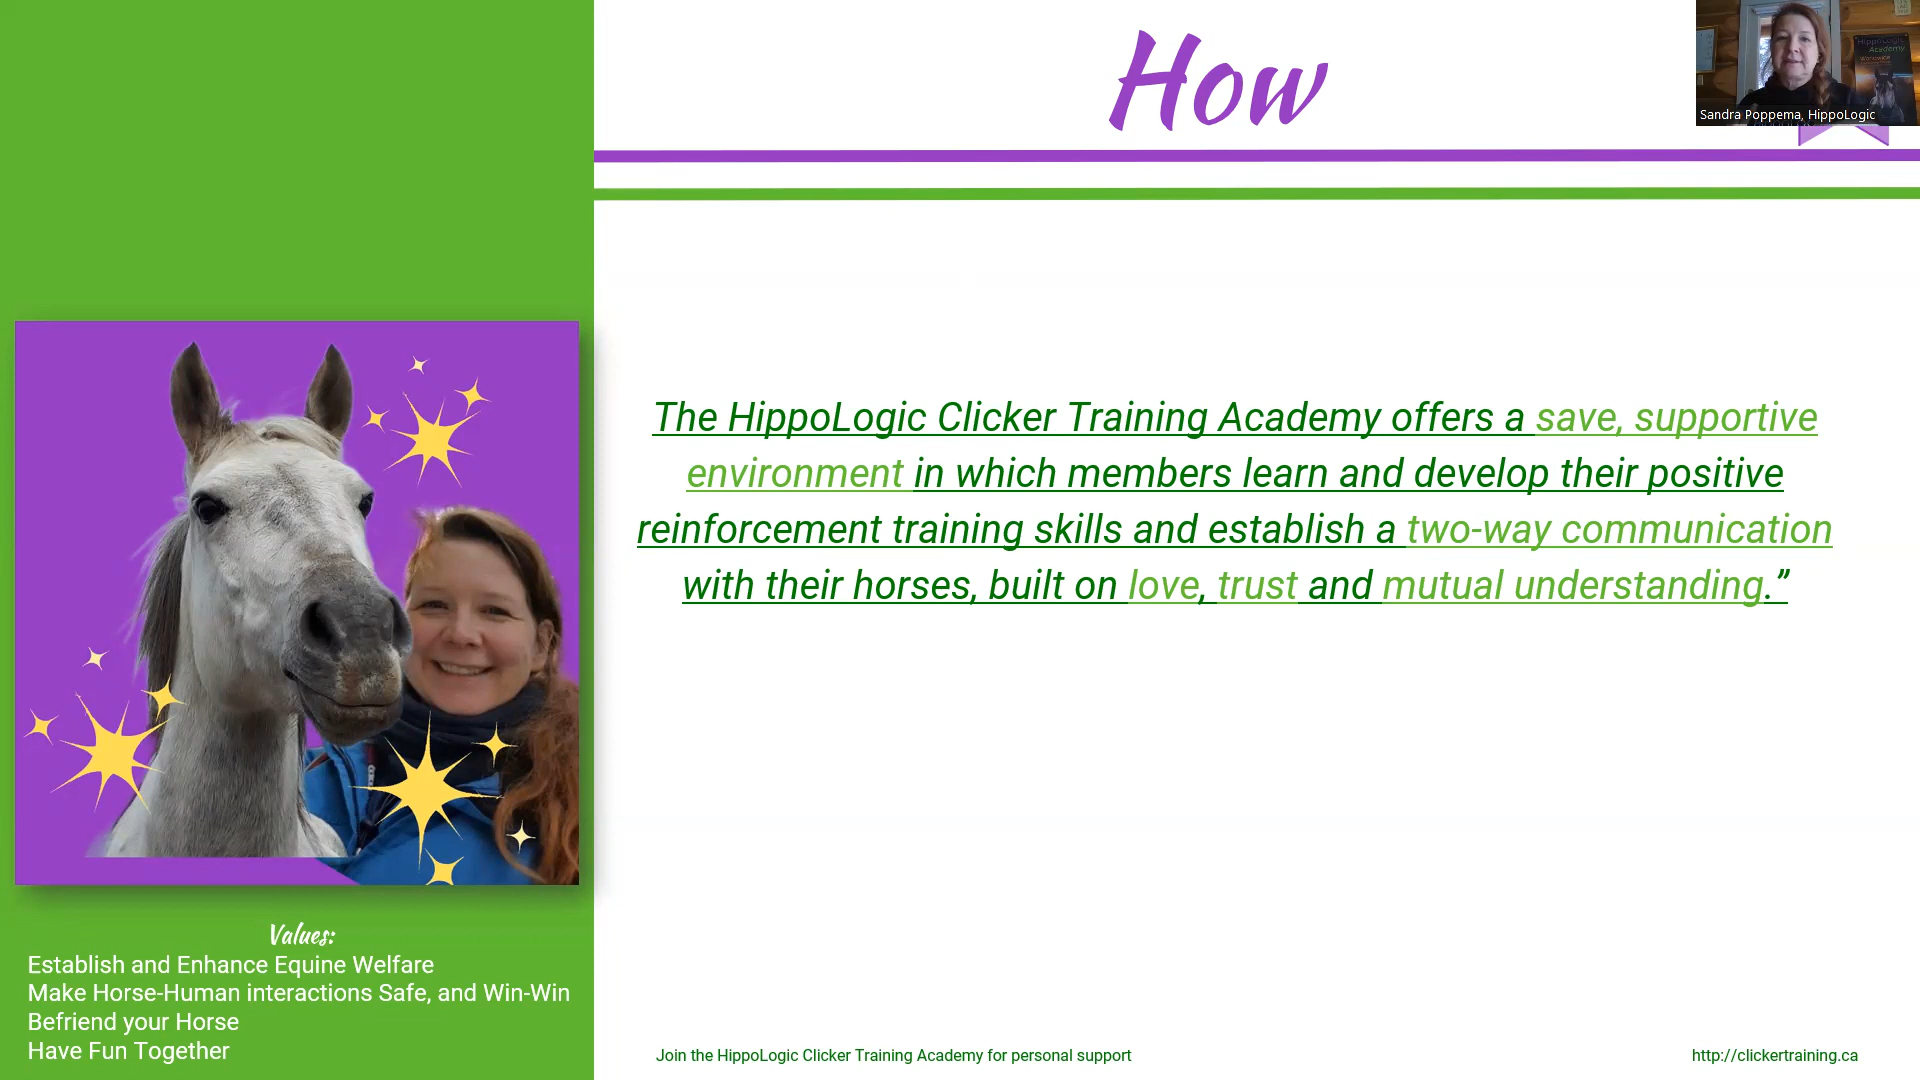 How
HippoLogic
Academy
Sandra Poppema, HippoLogic
The HippoLogic Clicker Training Academy offers a save, supportive
environment in which members learn and develop their positive
reinforcement training skills and establish a two-way communication
with their horses, built on love, trust and mutual understanding.”
Values:
Establish and Enhance Equine Welfare
Make Horse-Human interactions Safe, and Win-Win
Befriend your Horse
Have Fun Together
Join the HippoLogic Clicker Training Academy for personal support
http://clickertraining.ca